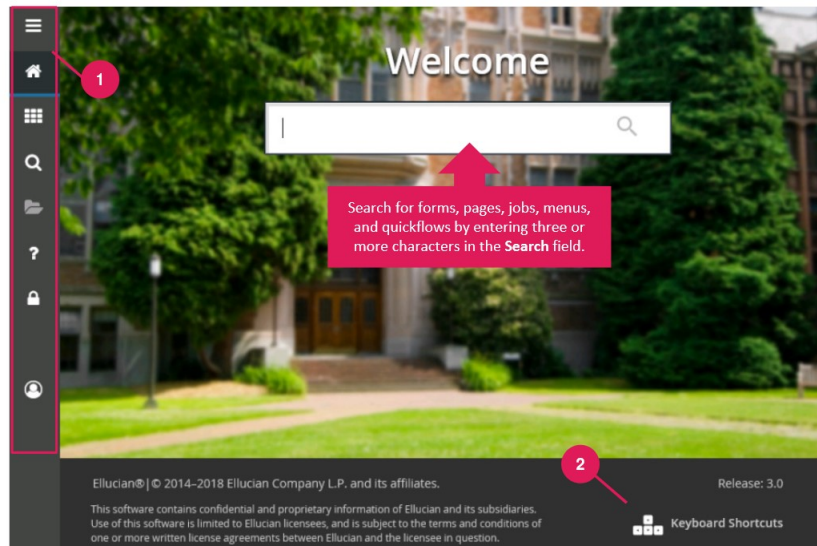 1
Welcome
Search for forms, pages, jobs, menus,
and quickflows by entering three or
more characters in the Search field.
?
2
Ellucian®|© 2014–2018 Ellucian Company L.P. and its affiliates.
Release: 3.0
This software contains confidential and proprietary information of Ellucian and its subsidiaries.
Use of this software is limited to Ellucian licensees, and is subject to the terms and conditions of
one or more written license agreements between Ellucian and the licensee in question.
Keyboard Shortcuts